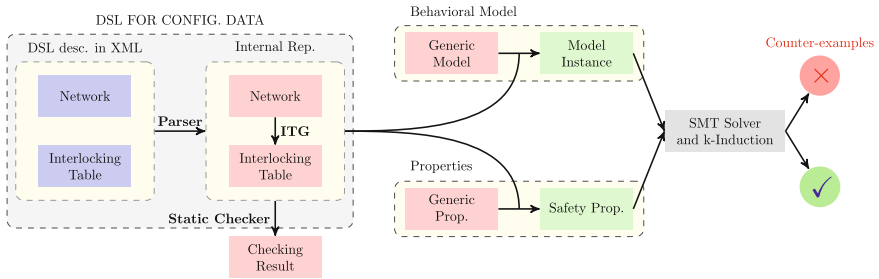 DSL FOR CONFIG. DATA
DSL desc. in XML
Network
Interlocking
Table
Parser
Internal Rep.
Network
ITG
Interlocking
Table
Static Checker
Checking
Result
Behavioral Model
Generic
Model
Model
Instance
Properties
Generic
Prop.
Safety Prop.
SMT Solver
and k-Induction
Counter-examples